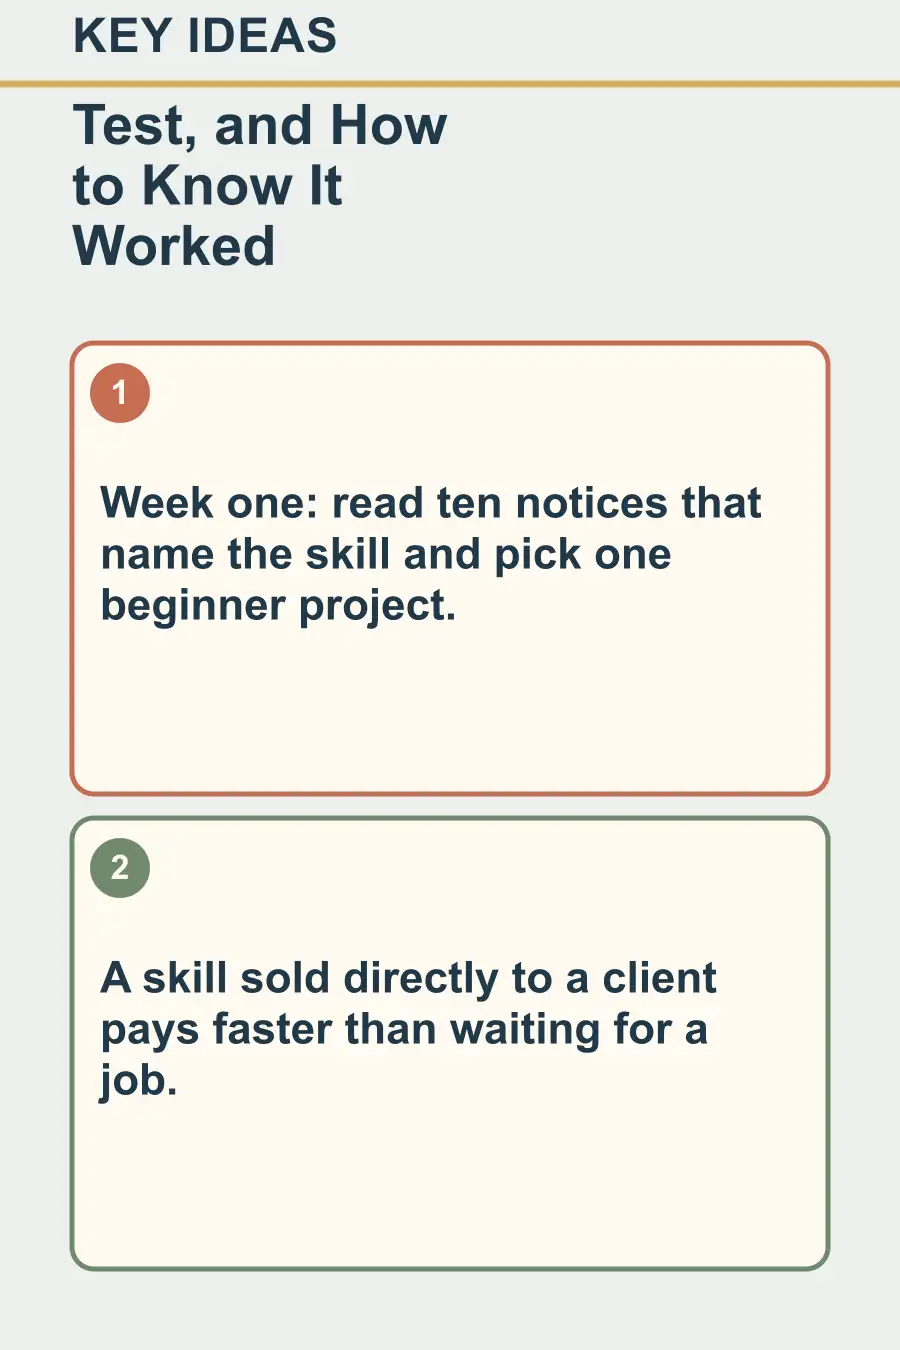 KEY IDEAS
Test, and How
to Know It
Worked
1
Week one: read ten notices that
name the skill and pick one
beginner project.
2
A skill sold directly to a client
pays faster than waiting for a
job.